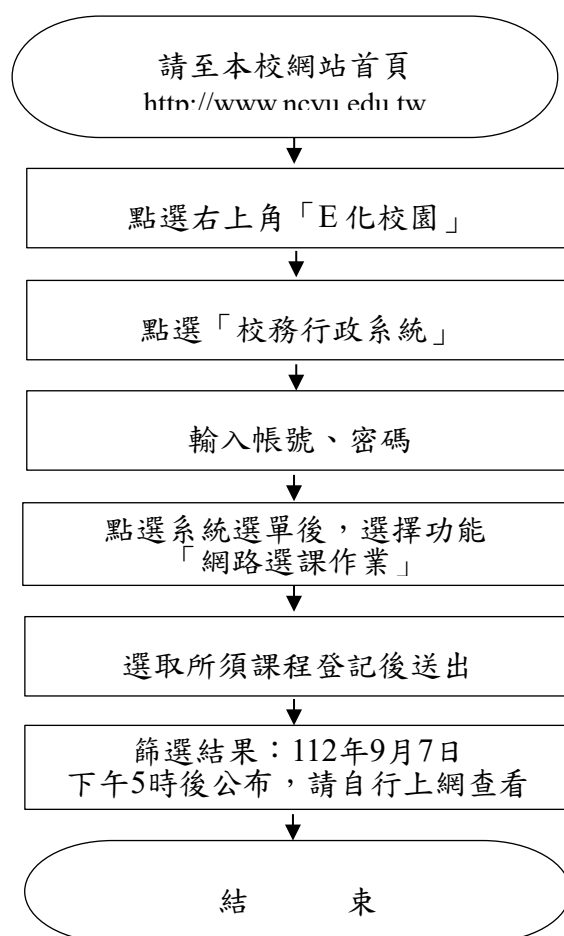 請至本校網站首頁
http://www.ncyu.edu.tw
點選右上角「E化校園」
點選「校務行政系統」
輸入帳號、密碼
點選系統選單後，選擇功能
「網路選課作業」
選取所須課程登記後送出
篩選結果：112年9月7日
下午5時後公布，請自行上網查看
結 束